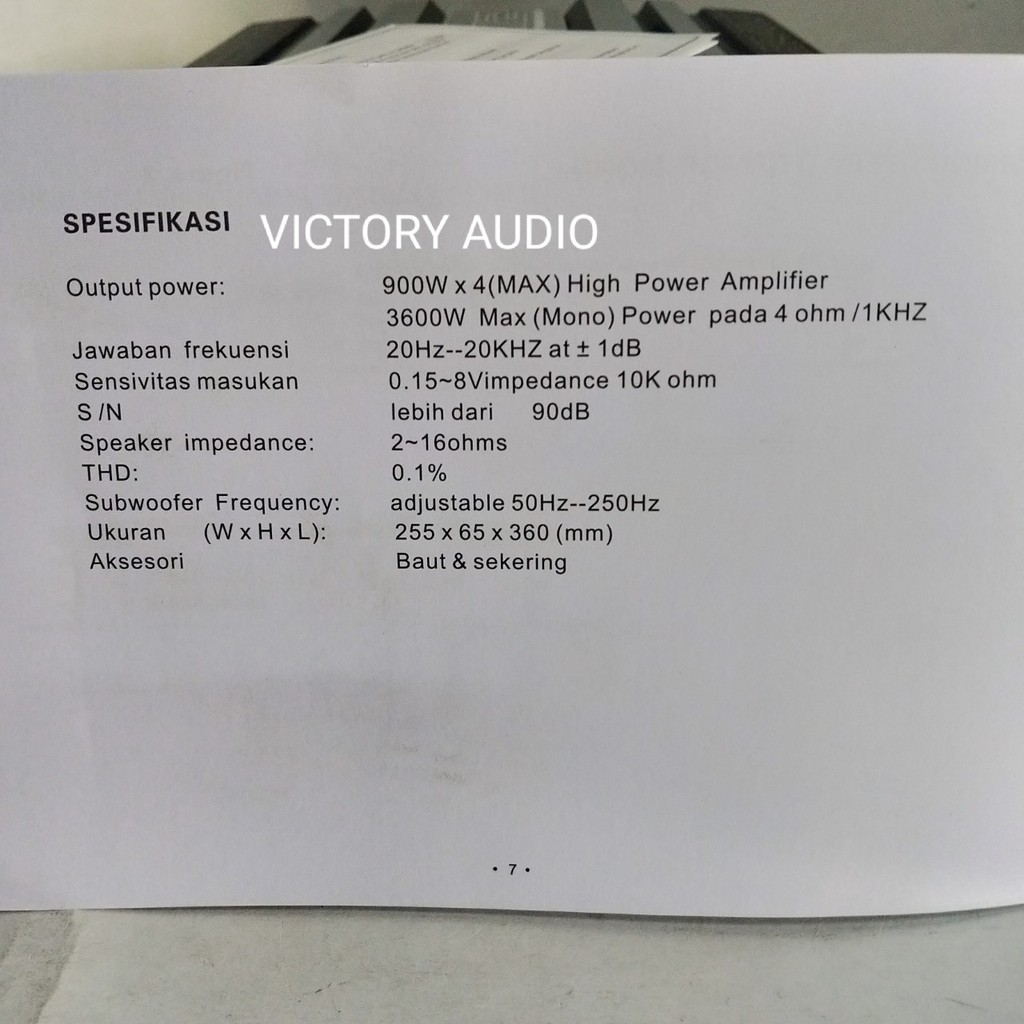 SPESIFIKASI VICTORY AUDIO
Output power: 900W x 4(MAX) High Power Amplifier
3600W Max (Mono) Power pada 4 ohm /1KHZ
Jawaban frekuensi 20Hz--20KHZ at ± 1dB
Sensivitas masukan 0.15~8Vimpedance 10K ohm
S /N lebih dari 90dB
Speaker impedance: 2~16ohms
THD: 0.1%
Subwoofer Frequency: adjustable 50Hz--250Hz
Ukuran (W x H x L): 255 x 65 x 360 (mm)
Aksesori Baut & sekering
• 7 •